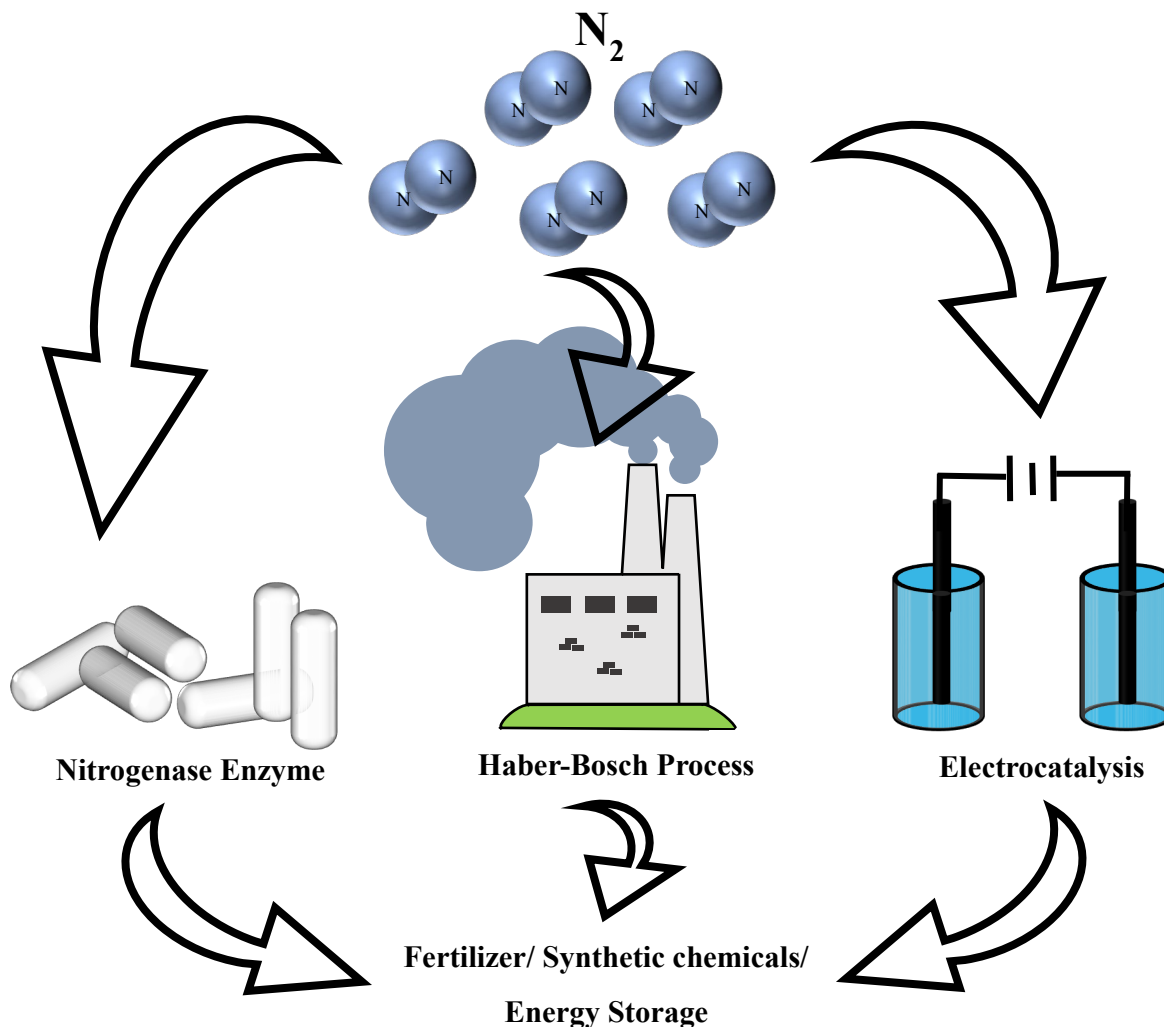 N₂
N N
N N
N N
N N
N N
Nitrogenase Enzyme
Haber-Bosch Process
Electrocatalysis
Fertilizer/ Synthetic chemicals/
Energy Storage